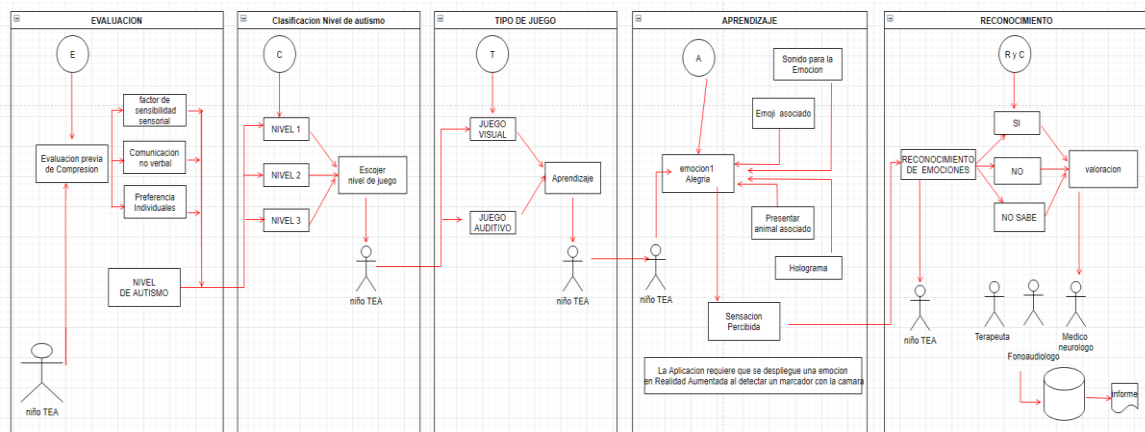 EVALUACION
E
factor de
sensibilidad
sensorial
Evaluacion previa
de Compresion
Comunicacion
no verbal
Preferencia
Individuales
NIVEL
DE AUTISMO
niño TEA
Clasificacion Nivel de autismo
C
NIVEL 1
NIVEL 2
NIVEL 3
Escojer
nivel de juego
niño TEA
TIPO DE JUEGO
T
JUEGO
VISUAL
Aprendizaje
JUEGO
AUDITIVO
niño TEA
APRENDIZAJE
A
Sonido para la
Emocion
Emoji asociado
emocion1
Alegria
Presentar
animal asociado
Holograma
niño TEA
Sensacion
Percibida
La Aplicacion requiere que se despliegue una emocion
en Realidad Aumentada al detectar un marcador con la camara
RECONOCIMIENTO
R y C
SI
RECONOCIMIENTO
DE EMOCIONES
NO
valoracion
NO SABE
niño TEA
Terapeuta
Medico
neurologo
Fonoaudiologo
informe